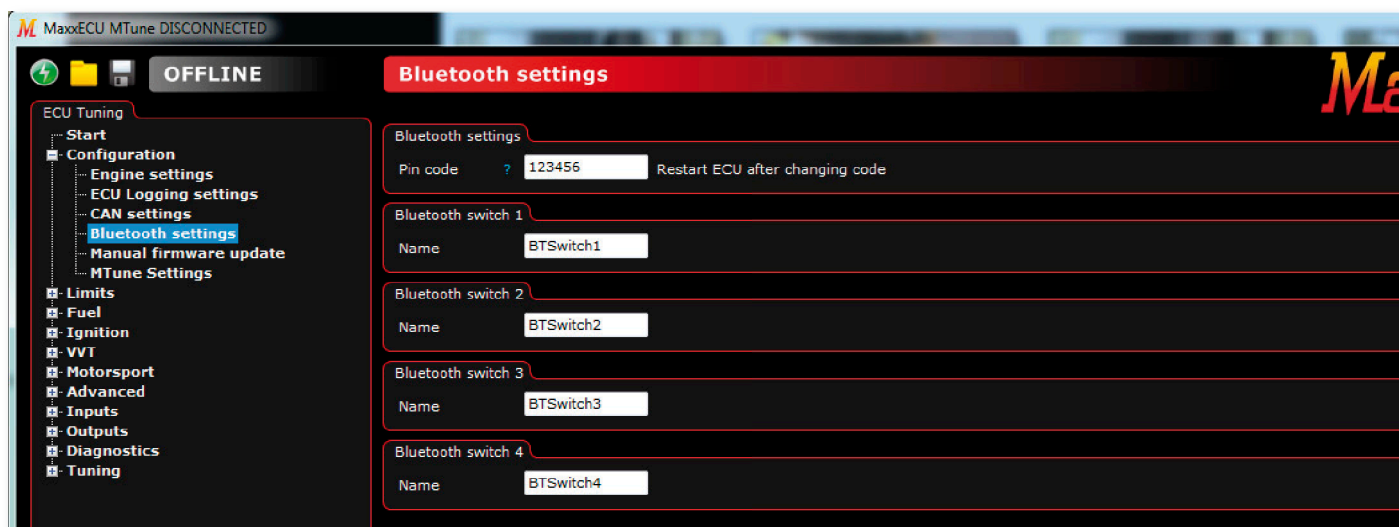 MaxxECU MTune DISCONNECTED
OFFLINE
Bluetooth settings
ECU Tuning
Start
Configuration
Engine settings
ECU Logging settings
CAN settings
Bluetooth settings
Manual firmware update
MTune Settings
Limits
Fuel
Ignition
VVT
Motorsport
Advanced
Inputs
Outputs
Diagnostics
Tuning
Bluetooth settings
Pin code ? 123456 Restart ECU after changing code
Bluetooth switch 1
Name BTSwitch1
Bluetooth switch 2
Name BTSwitch2
Bluetooth switch 3
Name BTSwitch3
Bluetooth switch 4
Name BTSwitch4